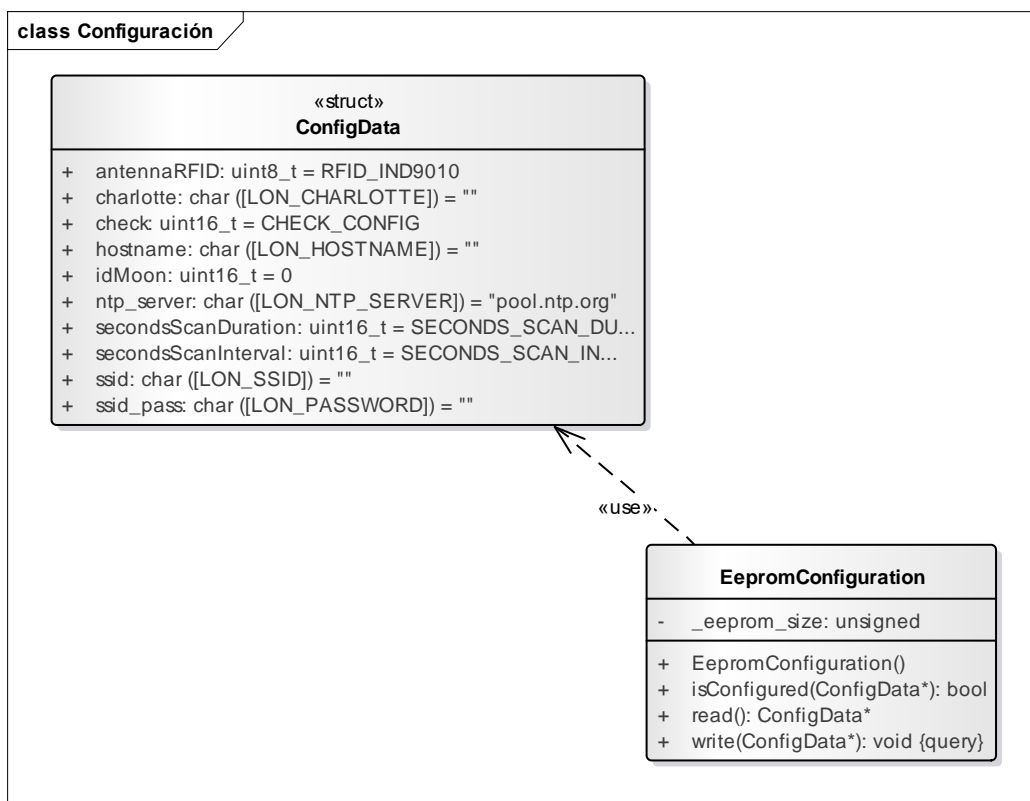 class Configuración
«struct»
ConfigData
+ antennaRFID: uint8_t = RFID_IND9010
+ charlotte: char ([LON_CHARLOTTE]) = ""
+ check: uint16_t = CHECK_CONFIG
+ hostname: char ([LON_HOSTNAME]) = ""
+ idMoon: uint16_t = 0
+ ntp_server: char ([LON_NTP_SERVER]) = "pool.ntp.org"
+ secondsScanDuration: uint16_t = SECONDS_SCAN_DU...
+ secondsScanInterval: uint16_t = SECONDS_SCAN_IN...
+ ssid: char ([LON_SSID]) = ""
+ ssid_pass: char ([LON_PASSWORD]) = ""
«use»
EepromConfiguration
- _eeprom_size: unsigned
+ EepromConfiguration()
+ isConfigured(ConfigData*): bool
+ read(): ConfigData*
+ write(ConfigData*): void {query}